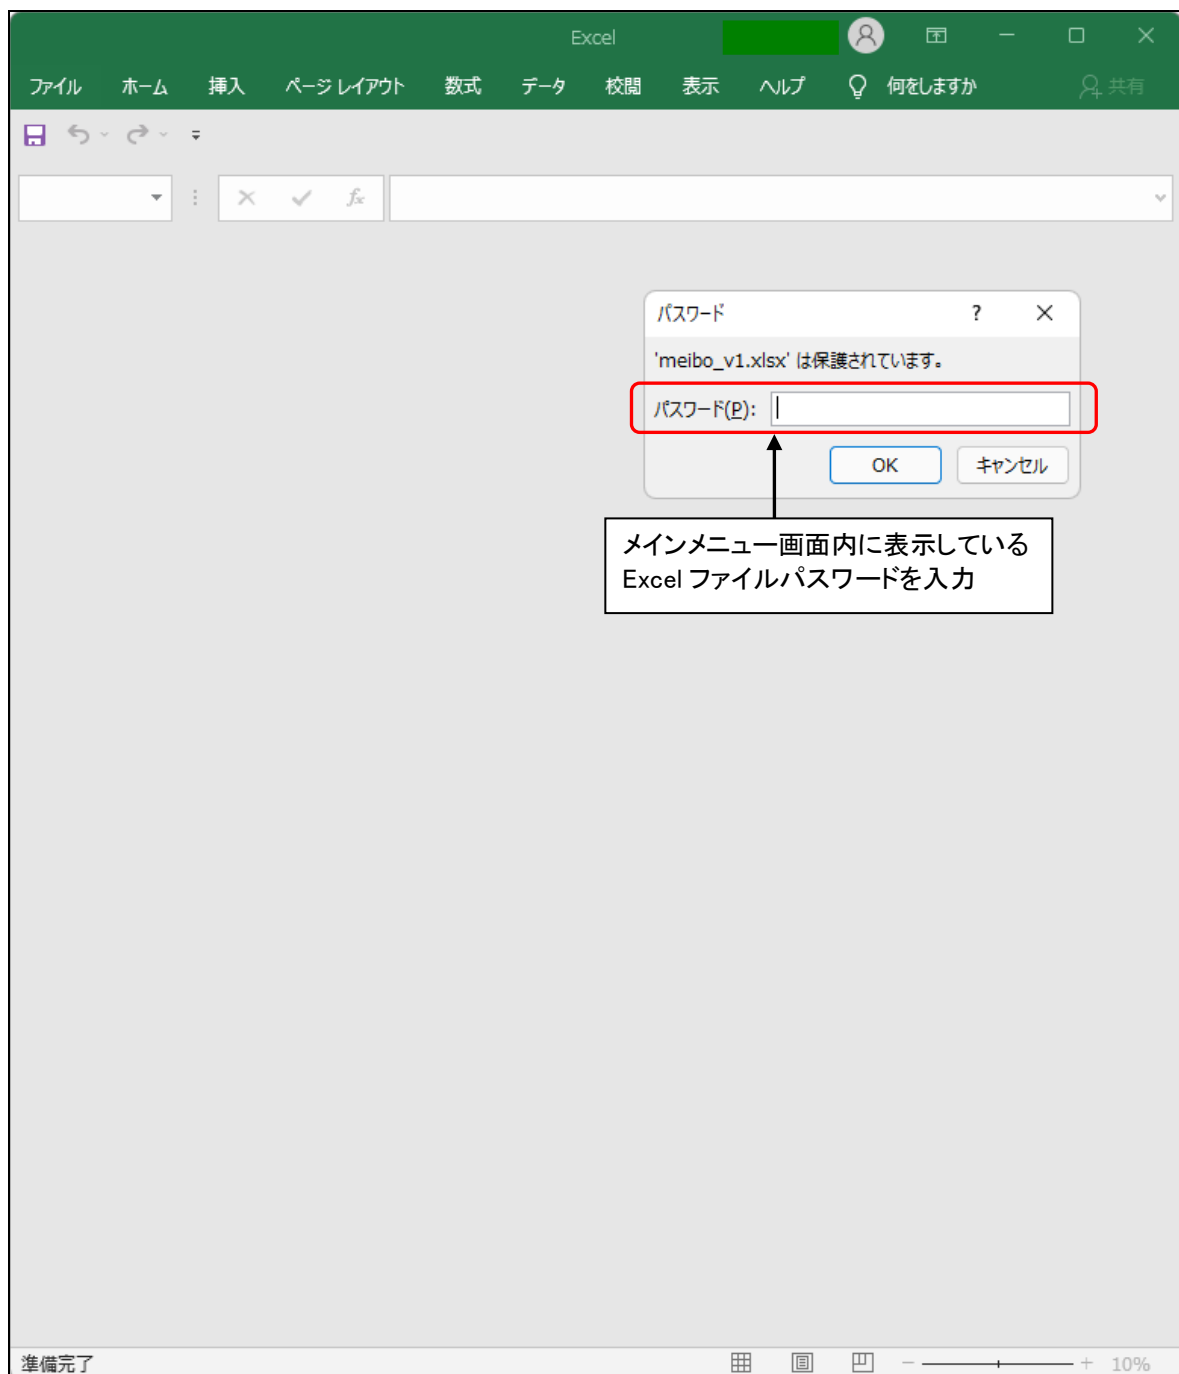 Excel
ファイル ホーム 挿入 ページ レイアウト 数式 データ 校閲 表示 ヘルプ 何をしますか 共有
fx
パスワード ? ×
'meibo_v1.xlsx' は保護されています。
パスワード(P):
OK キャンセル
メインメニュー画面内に表示している
Excel ファイルパスワードを入力
準備完了 10%